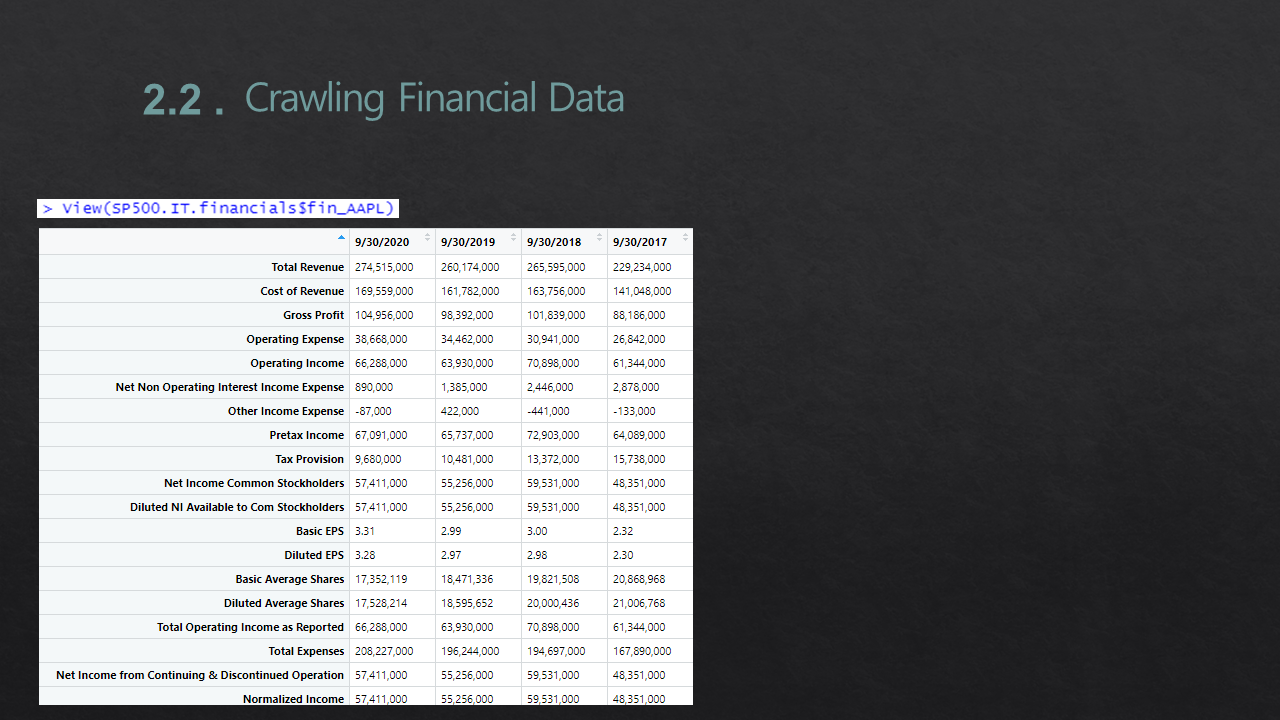 2.2 . Crawling Financial Data
> View(SP500.IT.financials$fin_AAPL)
9/30/2020 9/30/2019 9/30/2018 9/30/2017
Total Revenue 274,515,000 260,174,000 265,595,000 229,234,000
Cost of Revenue 169,559,000 161,782,000 163,756,000 141,048,000
Gross Profit 104,956,000 98,392,000 101,839,000 88,186,000
Operating Expense 38,668,000 34,462,000 30,941,000 26,842,000
Operating Income 66,288,000 63,930,000 70,898,000 61,344,000
Net Non Operating Interest Income Expense 890,000 1,385,000 2,446,000 2,878,000
Other Income Expense -87,000 422,000 -441,000 -133,000
Pretax Income 67,091,000 65,737,000 72,903,000 64,089,000
Tax Provision 9,680,000 10,481,000 13,372,000 15,738,000
Net Income Common Stockholders 57,411,000 55,256,000 59,531,000 48,351,000
Diluted NI Available to Com Stockholders 57,411,000 55,256,000 59,531,000 48,351,000
Basic EPS 3.31 2.99 3.00 2.32
Diluted EPS 3.28 2.97 2.98 2.30
Basic Average Shares 17,352,119 18,471,336 19,821,508 20,868,968
Diluted Average Shares 17,528,214 18,595,652 20,000,436 21,006,768
Total Operating Income as Reported 66,288,000 63,930,000 70,898,000 61,344,000
Total Expenses 208,227,000 196,244,000 194,697,000 167,890,000
Net Income from Continuing & Discontinued Operation 57,411,000 55,256,000 59,531,000 48,351,000
Normalized Income 57,411,000 55,256,000 59,531,000 48,351,000